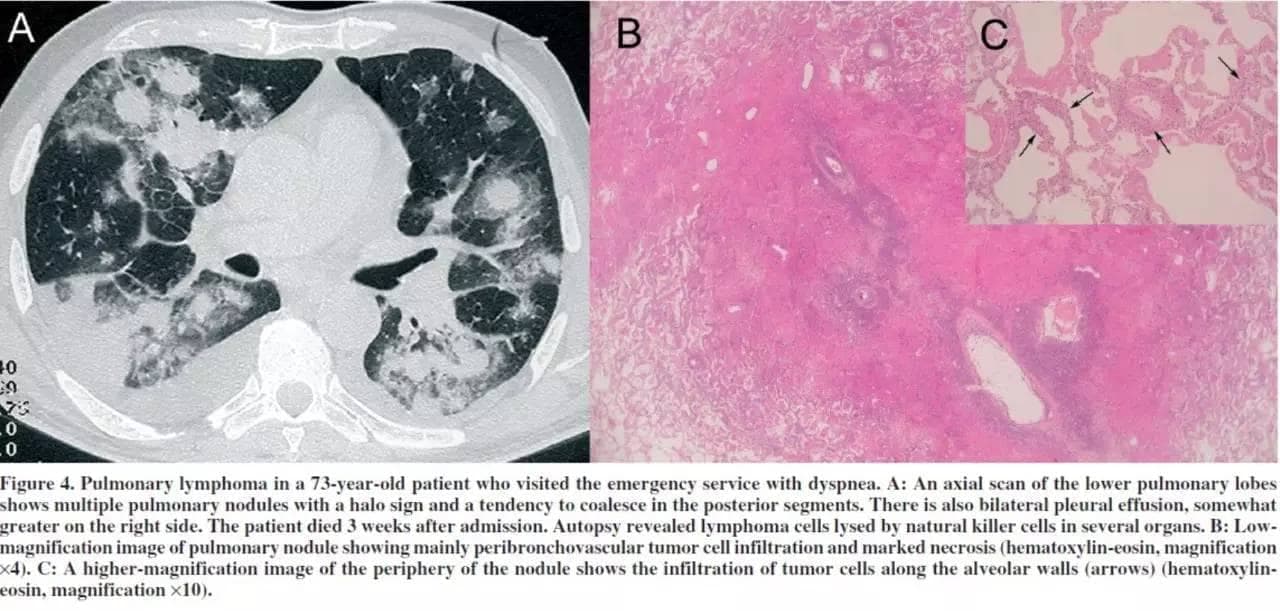 A
B
C
40
.0
.0
Figure 4. Pulmonary lymphoma in a 73-year-old patient who visited the emergency service with dyspnea. A: An axial scan of the lower pulmonary lobes
shows multiple pulmonary nodules with a halo sign and a tendency to coalesce in the posterior segments. There is also bilateral pleural effusion, somewhat
greater on the right side. The patient died 3 weeks after admission. Autopsy revealed lymphoma cells lysed by natural killer cells in several organs. B: Low-
magnification image of pulmonary nodule showing mainly peribronchovascular tumor cell infiltration and marked necrosis (hematoxylin-eosin, magnification
×4). C: A higher-magnification image of the periphery of the nodule shows the infiltration of tumor cells along the alveolar walls (arrows) (hematoxylin-
eosin, magnification ×10).